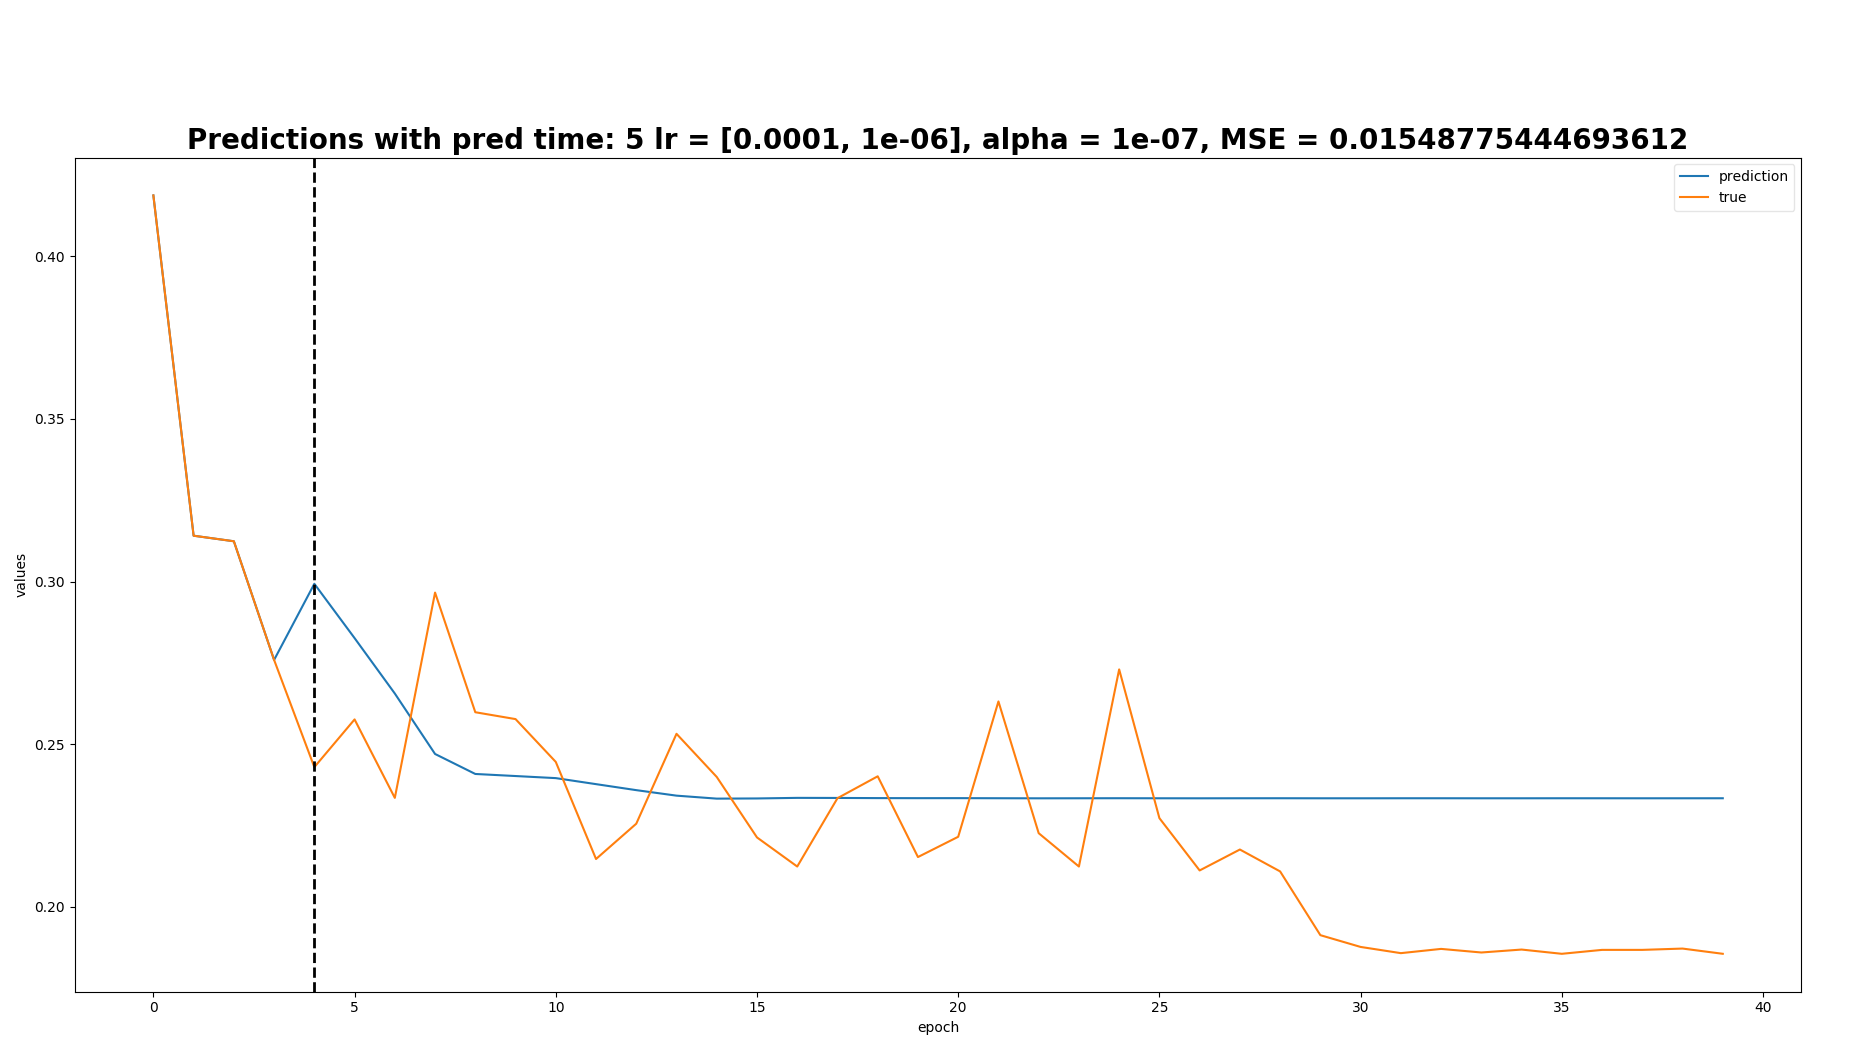 Predictions with pred time: 5 lr = [0.0001, 1e-06], alpha = 1e-07, MSE = 0.01548775444693612
prediction
true
0.40
0.35
0.30
0.25
0.20
values
0 5 10 15 20 25 30 35 40
epoch